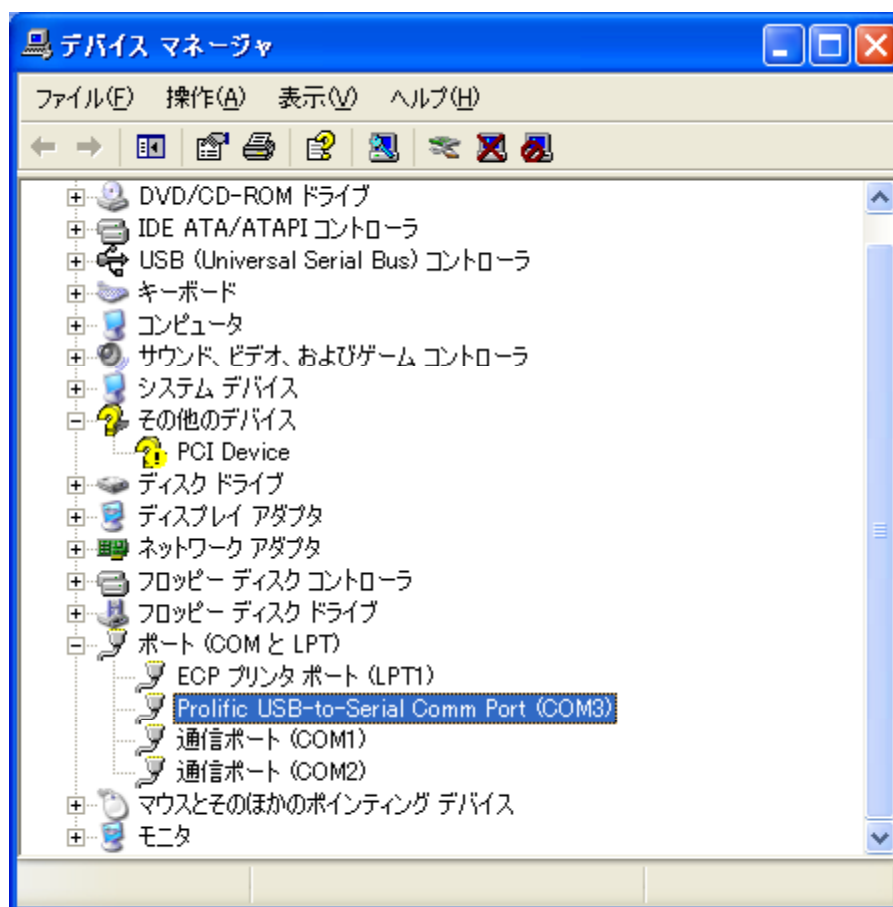 デバイス マネージャ
ファイル(F) 操作(A) 表示(V) ヘルプ(H)
DVD/CD-ROM ドライブ
IDE ATA/ATAPI コントローラ
USB (Universal Serial Bus) コントローラ
キーボード
コンピュータ
サウンド、ビデオ、およびゲーム コントローラ
システム デバイス
その他のデバイス
PCI Device
ディスク ドライブ
ディスプレイ アダプタ
ネットワーク アダプタ
フロッピー ディスク コントローラ
フロッピー ディスク ドライブ
ポート (COM と LPT)
ECP プリンタ ポート (LPT1)
Prolific USB-to-Serial Comm Port (COM3)
通信ポート (COM1)
通信ポート (COM2)
マウスとそのほかのポインティング デバイス
モニタ